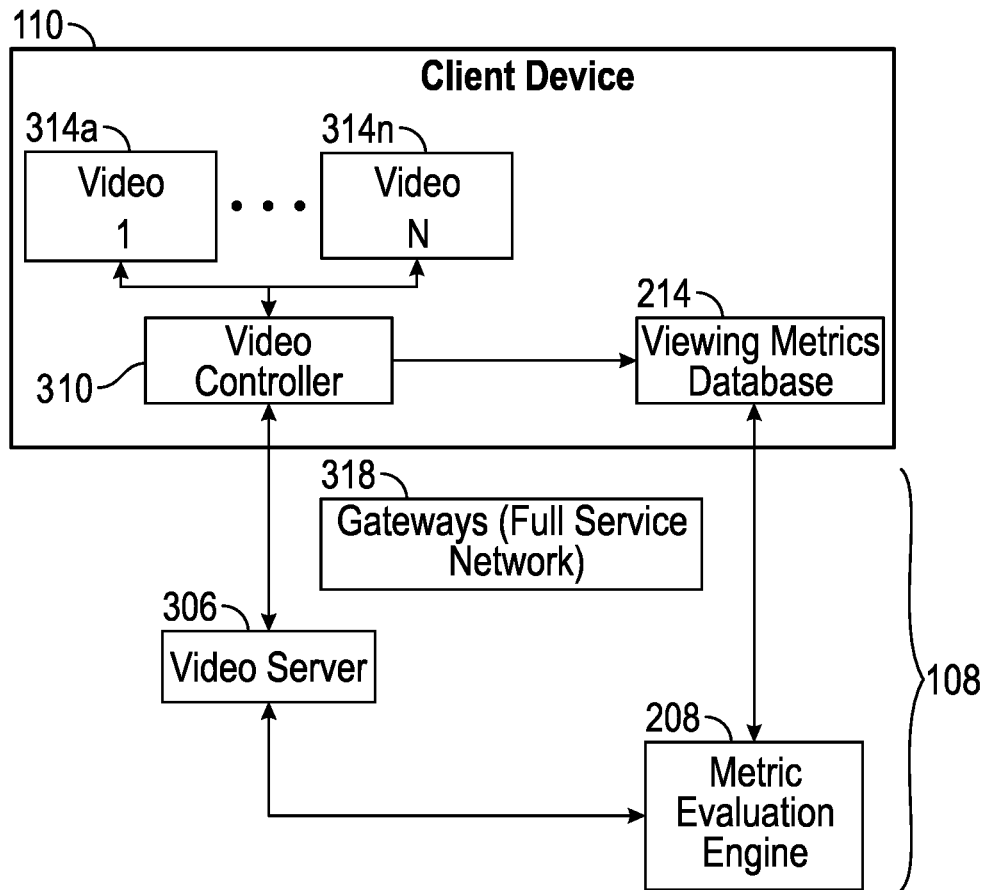 110
Client Device
314a
Video
1
314n
Video
N
214
Viewing Metrics
Database
310
Video
Controller
318
Gateways (Full Service
Network)
306
Video Server
108
208
Metric
Evaluation
Engine